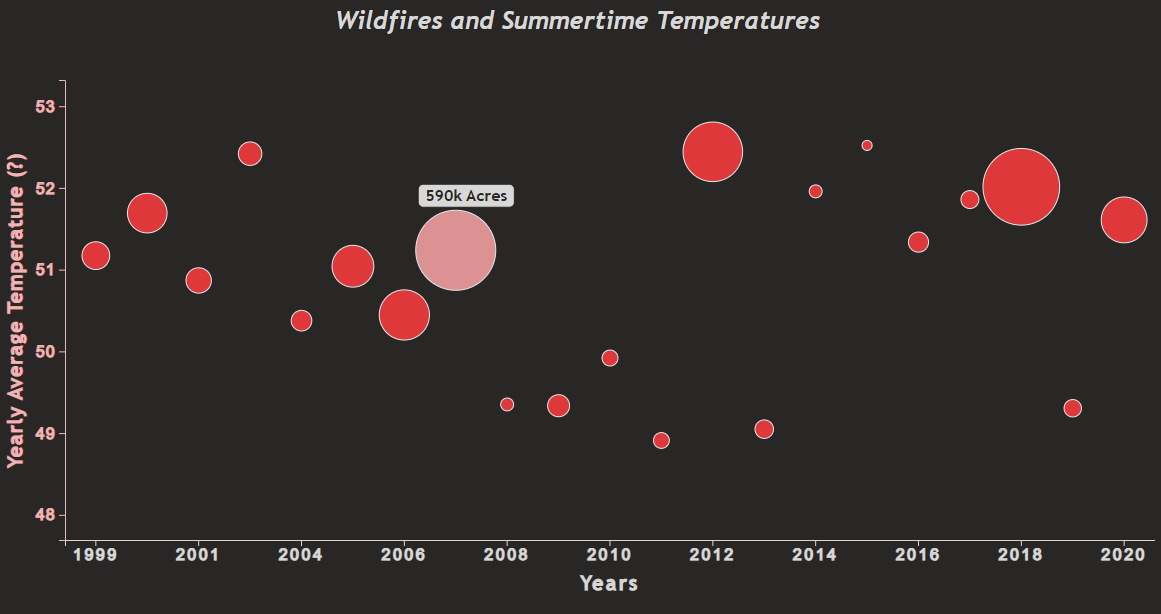 Wildfires and Summertime Temperatures
53
52
51
50
49
48
Yearly Average Temperature (?)
590k Acres
1999 2001 2004 2006 2008 2010 2012 2014 2016 2018 2020
Years